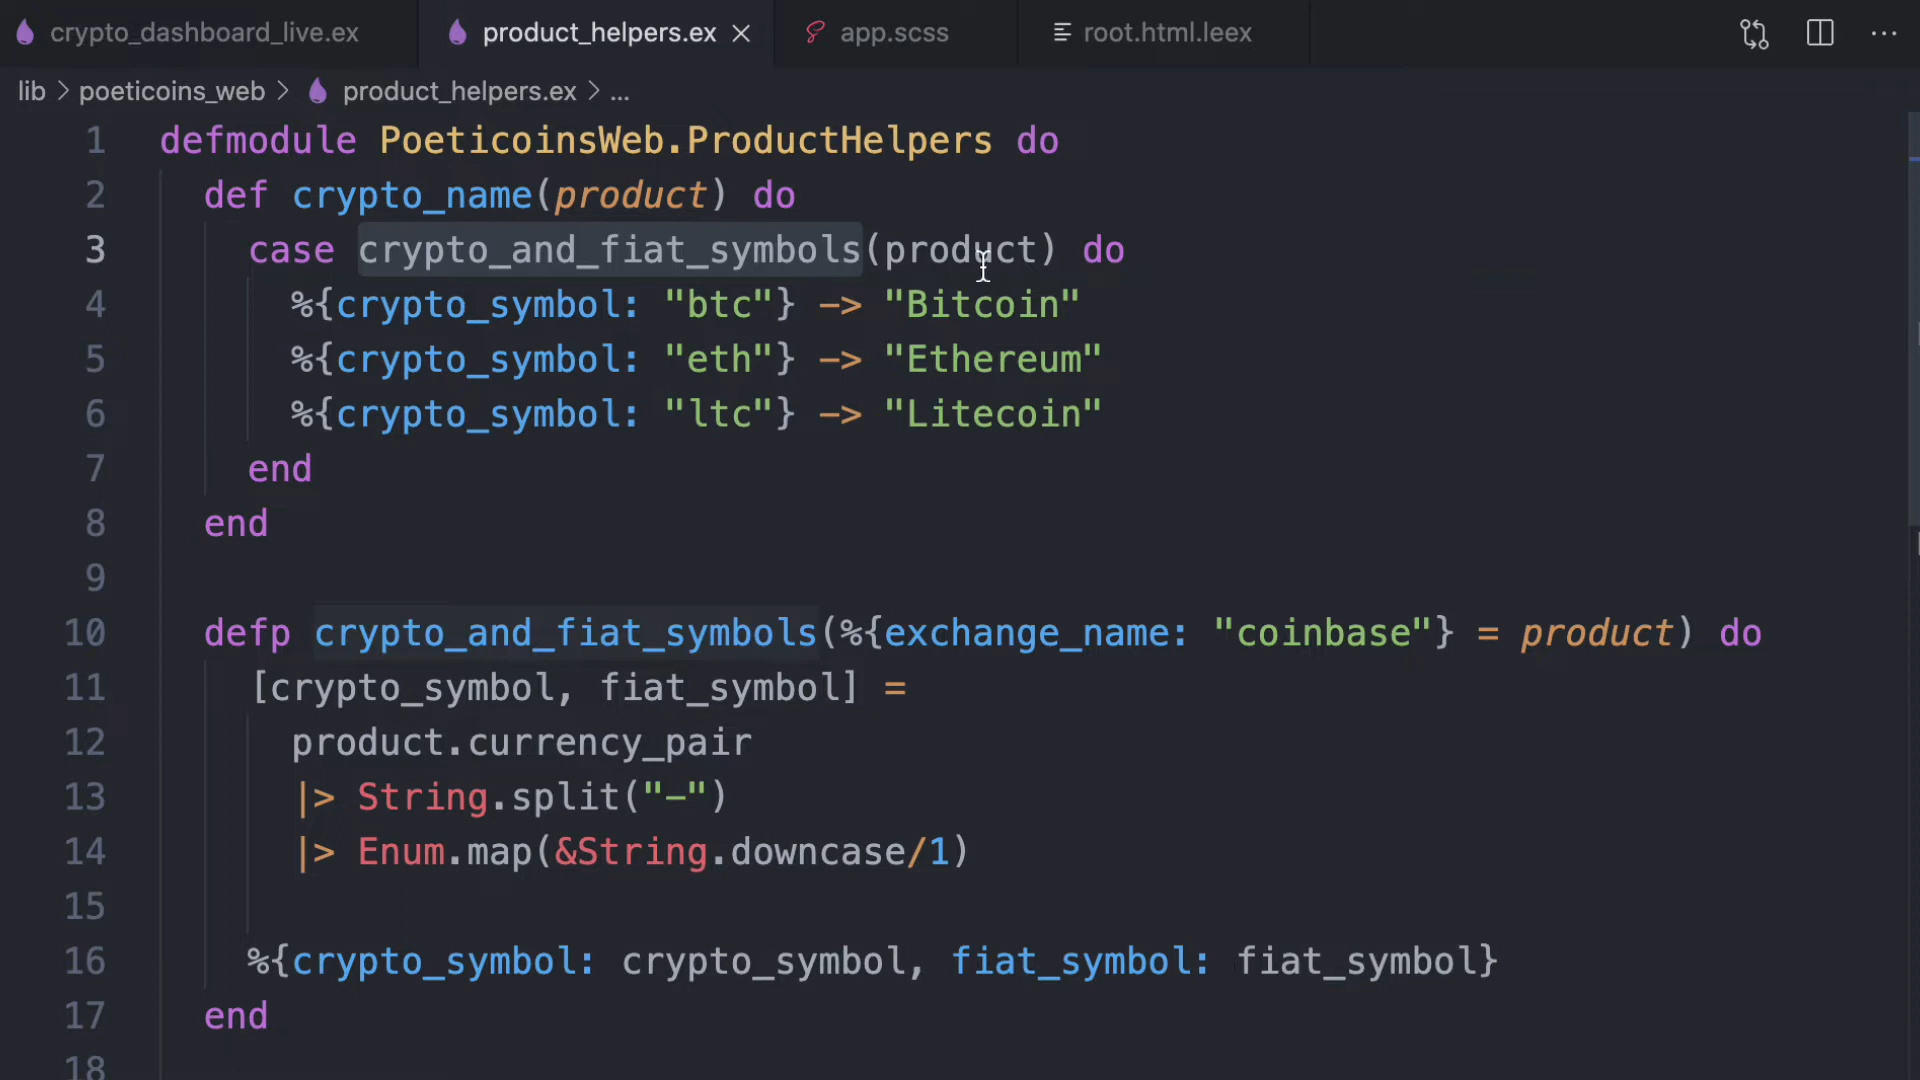 crypto_dashboard_live.ex product_helpers.ex app.scss root.html.leex
lib > poeticoins_web > product_helpers.ex > ...
1 defmodule PoeticoinsWeb.ProductHelpers do
2 def crypto_name(product) do
3 case crypto_and_fiat_symbols(product) do
4 %{crypto_symbol: "btc"} -> "Bitcoin"
5 %{crypto_symbol: "eth"} -> "Ethereum"
6 %{crypto_symbol: "ltc"} -> "Litecoin"
7 end
8 end
9
10 defp crypto_and_fiat_symbols(%{exchange_name: "coinbase"} = product) do
11 [crypto_symbol, fiat_symbol] =
12 product.currency_pair
13 |> String.split("-")
14 |> Enum.map(&String.downcase/1)
15
16 %{crypto_symbol: crypto_symbol, fiat_symbol: fiat_symbol}
17 end
18